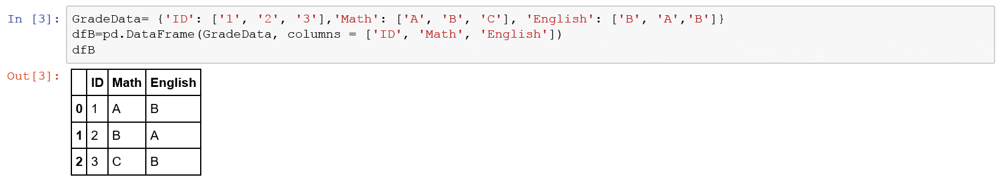 In [3]: GradeData= {'ID': ['1', '2', '3'],'Math': ['A', 'B', 'C'], 'English': ['B', 'A','B']}
dfB=pd.DataFrame(GradeData, columns = ['ID', 'Math', 'English'])
dfB
Out[3]:
ID Math English
0 1 A B
1 2 B A
2 3 C B